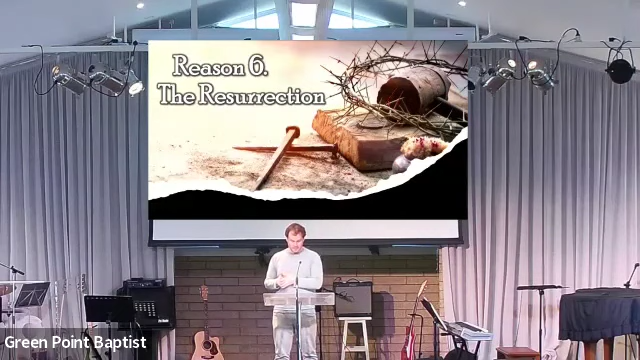 Reason 6.
The Resurrection
Green Point Baptist